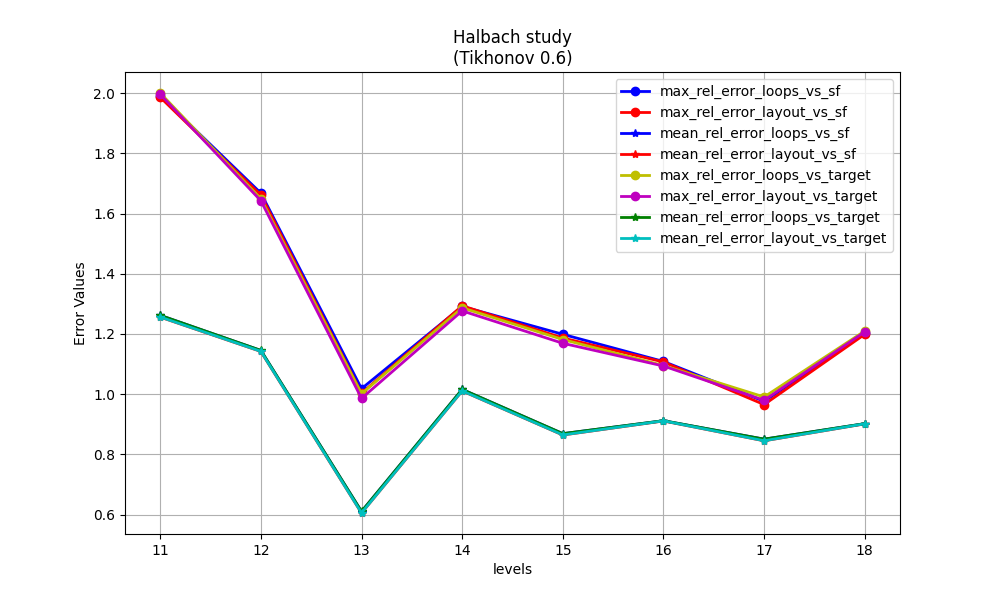 Halbach study
(Tikhonov 0.6)
max_rel_error_loops_vs_sf
max_rel_error_layout_vs_sf
mean_rel_error_loops_vs_sf
mean_rel_error_layout_vs_sf
max_rel_error_loops_vs_target
max_rel_error_layout_vs_target
mean_rel_error_loops_vs_target
mean_rel_error_layout_vs_target
Error Values
2.0
1.8
1.6
1.4
1.2
1.0
0.8
0.6
11 12 13 14 15 16 17 18
levels